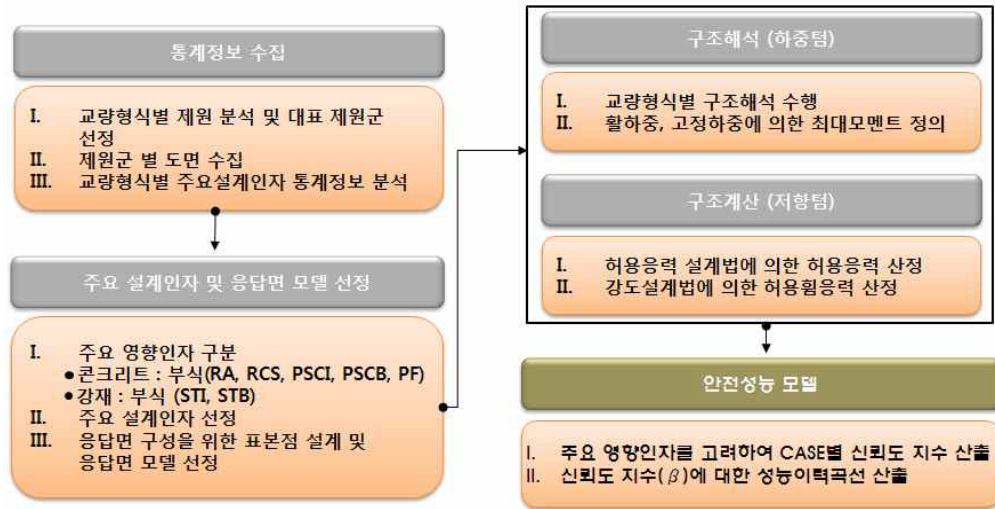 통계정보 수집
I. 교량형식별 제원 분석 및 대표 제원군
선정
II. 제원군 별 도면 수집
III. 교량형식별 주요설계인자 통계정보 분석
주요 설계인자 및 응답면 모델 선정
I. 주요 영향인자 구분
● 콘크리트 : 부식(RA, RCS, PSCI, PSCB, PF)
● 강재 : 부식 (STI, STB)
II. 주요 설계인자 선정
III. 응답면 구성을 위한 표본점 설계 및
응답면 모델 선정
구조해석 (하중텀)
I. 교량형식별 구조해석 수행
II. 활하중, 고정하중에 의한 최대모멘트 정의
구조계산 (저항텀)
I. 허용응력 설계법에 의한 허용응력 산정
II. 강도설계법에 의한 허용휨응력 산정
안전성능 모델
I. 주요 영향인자를 고려하여 CASE별 신뢰도 지수 산출
II. 신뢰도 지수(β)에 대한 성능이력곡선 산출